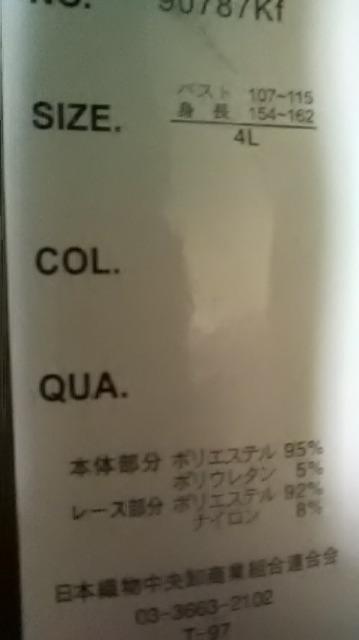 NO. 90787Kf
SIZE. バスト 107~115
身 長 154~162
4L
COL.
QUA.
本体部分 ポリエステル 95%
ポリウレタン 5%
レース部分 ポリエステル 92%
ナイロン 8%
日本織物中央卸商業組合連合会
03-3663-2102
T-97